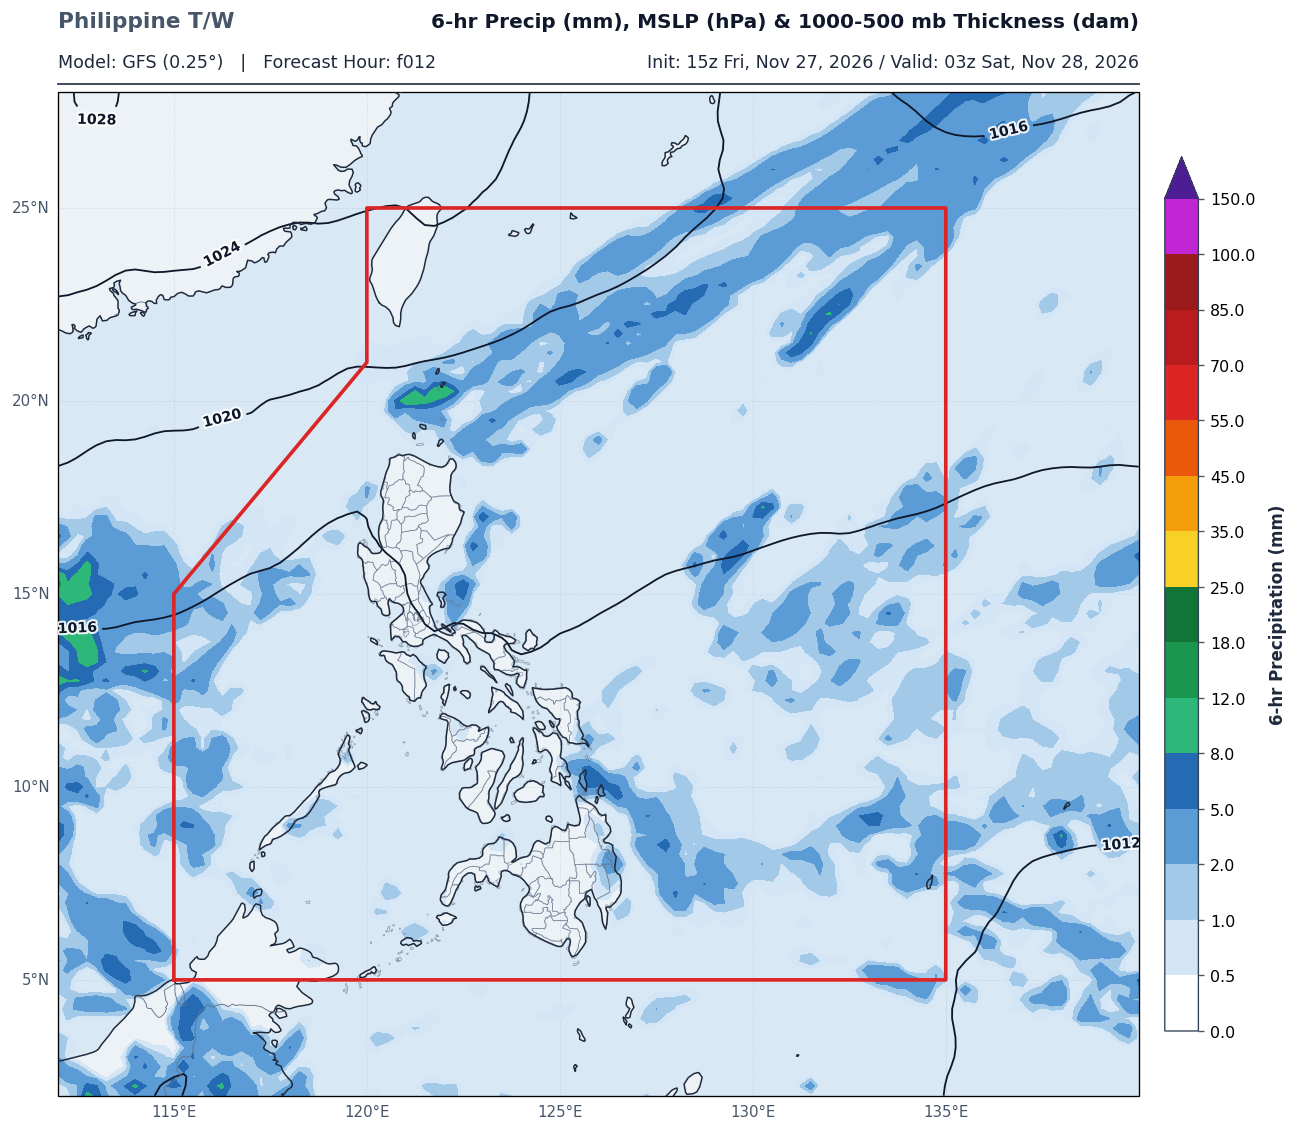 Philippine T/W
6-hr Precip (mm), MSLP (hPa) & 1000-500 mb Thickness (dam)
Model: GFS (0.25°) | Forecast Hour: f012
Init: 15z Fri, Nov 27, 2026 / Valid: 03z Sat, Nov 28, 2026
1028
1016
1024
1020
1016
1012
25°N
20°N
15°N
10°N
5°N
115°E
120°E
125°E
130°E
135°E
150.0
100.0
85.0
70.0
55.0
45.0
35.0
25.0
18.0
12.0
8.0
5.0
2.0
1.0
0.5
0.0
6-hr Precipitation (mm)